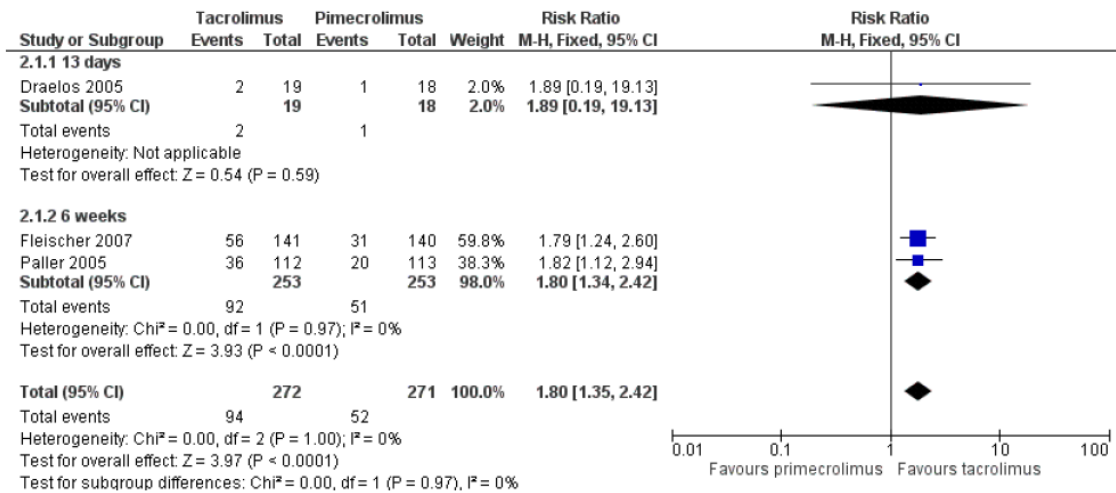 Tacrolimus Pimecrolimus Risk Ratio Risk Ratio
Study or Subgroup Events Total Events Total Weight M-H, Fixed, 95% CI M-H, Fixed, 95% CI
2.1.1 13 days
Draelos 2005 2 19 1 18 2.0% 1.89 [0.19, 19.13]
Subtotal (95% CI) 19 18 2.0% 1.89 [0.19, 19.13]
Total events 2 1
Heterogeneity: Not applicable
Test for overall effect: Z = 0.54 (P = 0.59)
2.1.2 6 weeks
Fleischer 2007 56 141 31 140 59.8% 1.79 [1.24, 2.60]
Paller 2005 36 112 20 113 38.3% 1.82 [1.12, 2.94]
Subtotal (95% CI) 253 253 98.0% 1.80 [1.34, 2.42]
Total events 92 51
Heterogeneity: Chi² = 0.00, df = 1 (P = 0.97); I² = 0%
Test for overall effect: Z = 3.93 (P < 0.0001)
Total (95% CI) 272 271 100.0% 1.80 [1.35, 2.42]
Total events 94 52
Heterogeneity: Chi² = 0.00, df = 2 (P = 1.00); I² = 0%
Test for overall effect: Z = 3.97 (P < 0.0001)
Test for subgroup differences: Chi² = 0.00, df = 1 (P = 0.97), I² = 0%
0.01 0.1 1 10 100
Favours primecrolimus Favours tacrolimus